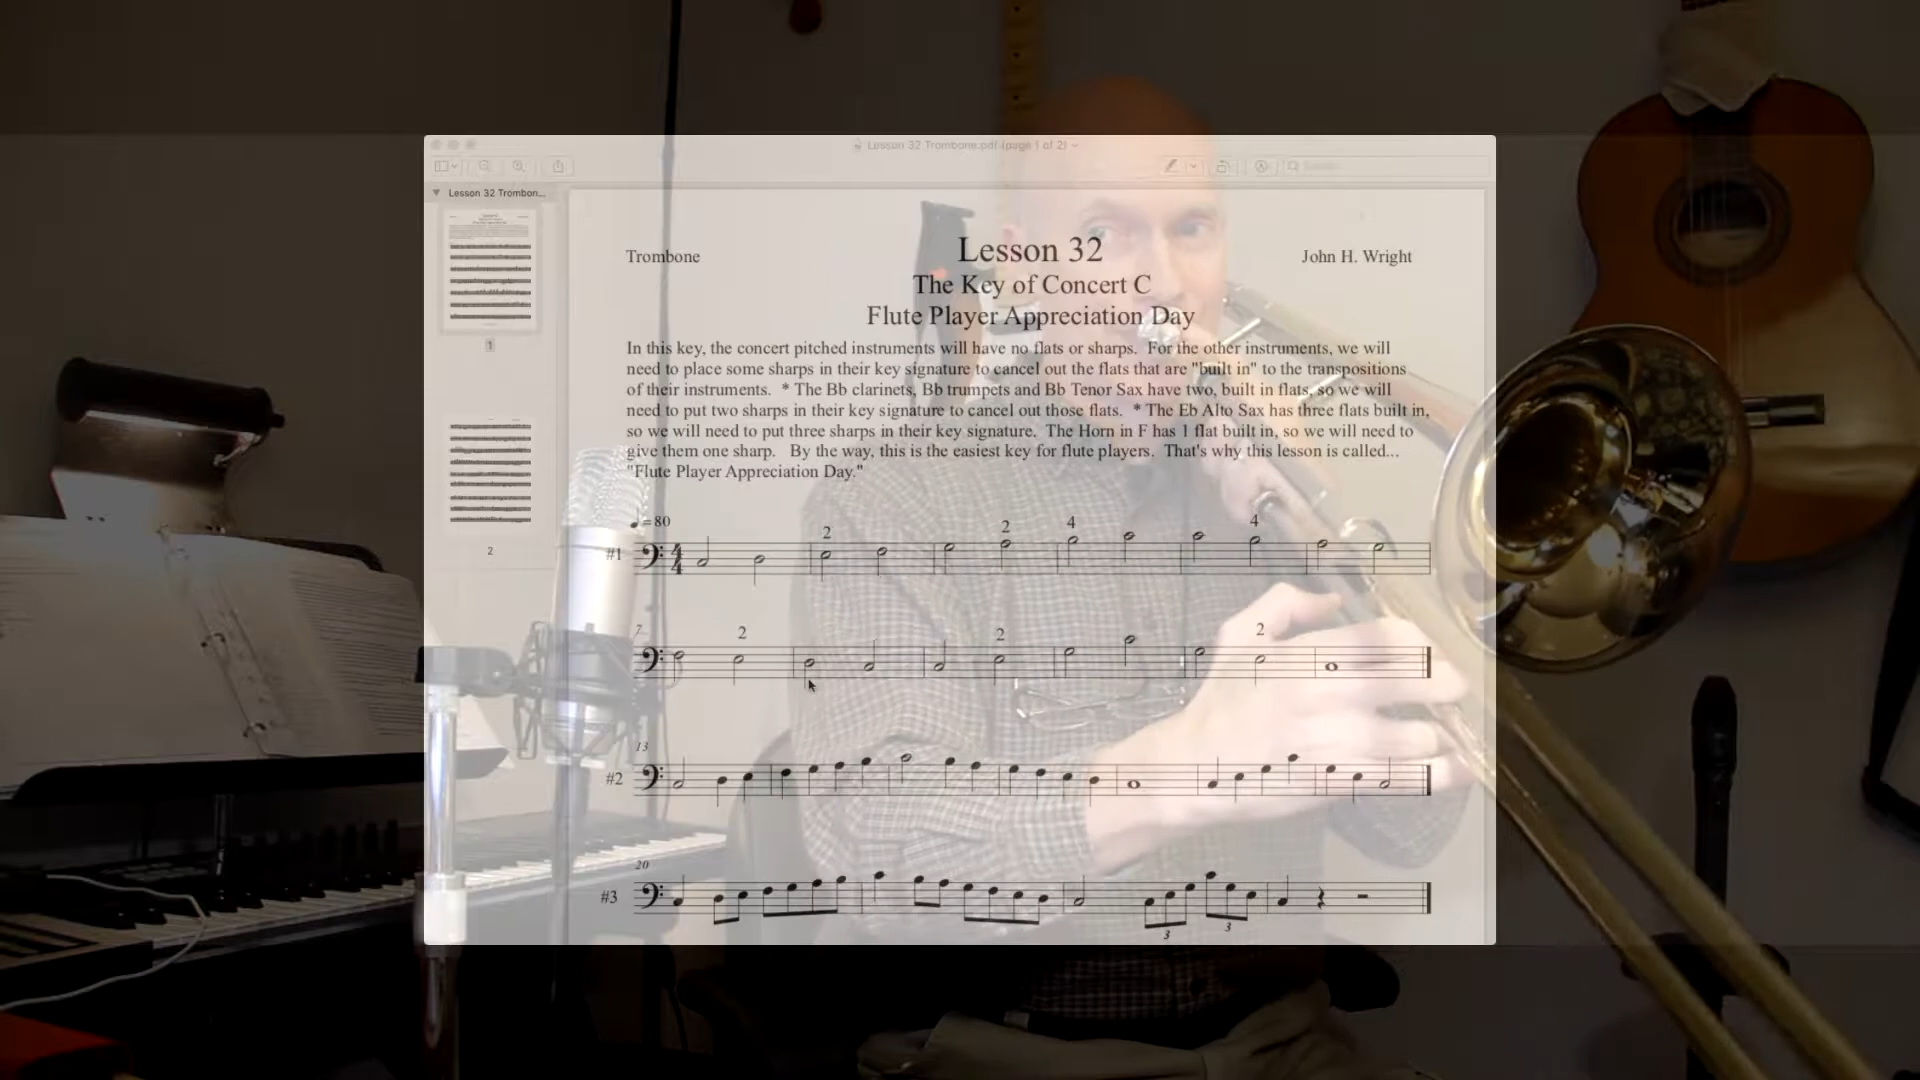 Lesson 32 Trombone.pdf (page 1 of 2)
Search
Lesson 32 Trombon...
1
2
Trombone
Lesson 32
John H. Wright
The Key of Concert C
Flute Player Appreciation Day
In this key, the concert pitched instruments will have no flats or sharps.  For the other instruments, we will
need to place some sharps in their key signature to cancel out the flats that are "built in" to the transpositions
of their instruments.  * The Bb clarinets, Bb trumpets and Bb Tenor Sax have two, built in flats, so we will
need to put two sharps in their key signature to cancel out those flats.  * The Eb Alto Sax has three flats built in,
so we will need to put three sharps in their key signature.  The Horn in F has 1 flat built in, so we will need to
give them one sharp.   By the way, this is the easiest key for flute players.  That's why this lesson is called...
"Flute Player Appreciation Day."
=80
2 2 4 4
#1 4/4
7 2 2 2
13
#2
20
#3
3 3